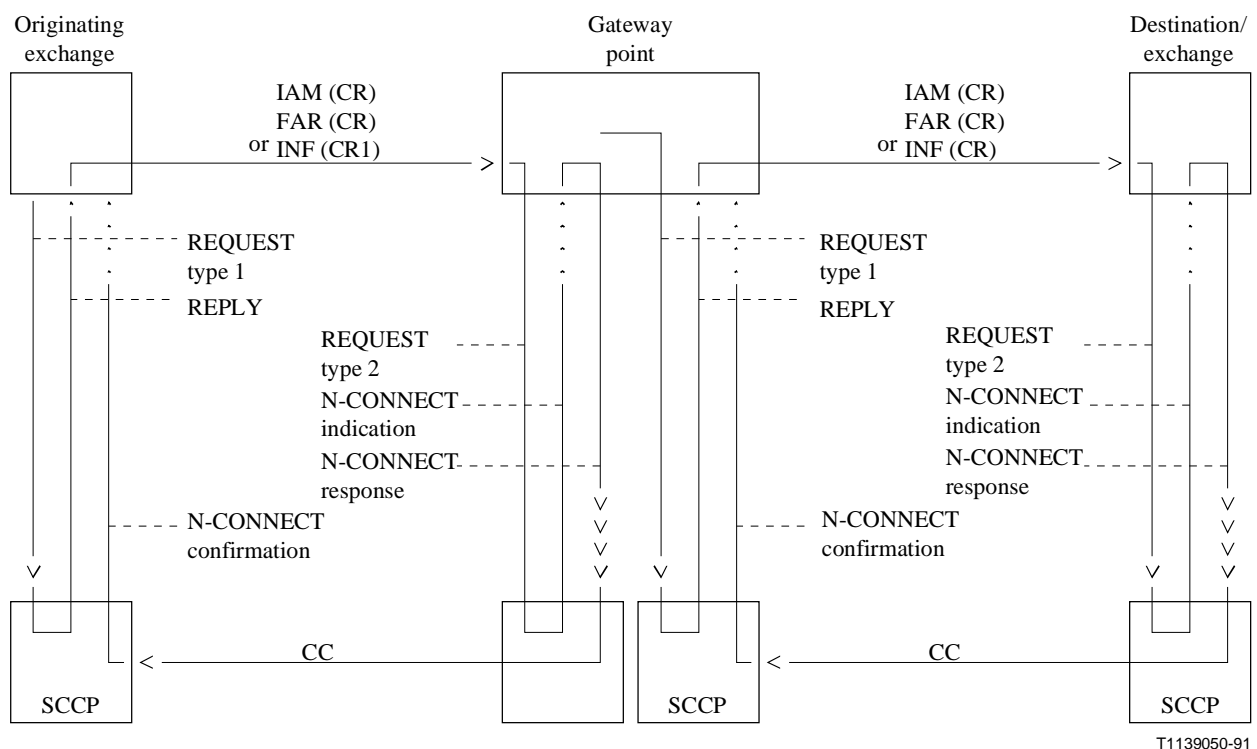 Originating
exchange
Gateway
point
Destination/
exchange
IAM (CR)
FAR (CR)
or INF (CR1)
IAM (CR)
FAR (CR)
or INF (CR)
REQUEST
type 1
REPLY
REQUEST
type 2
N-CONNECT
indication
N-CONNECT
response
N-CONNECT
confirmation
REQUEST
type 1
REPLY
REQUEST
type 2
N-CONNECT
indication
N-CONNECT
response
N-CONNECT
confirmation
CC
CC
SCCP
SCCP
SCCP
T1139050-91